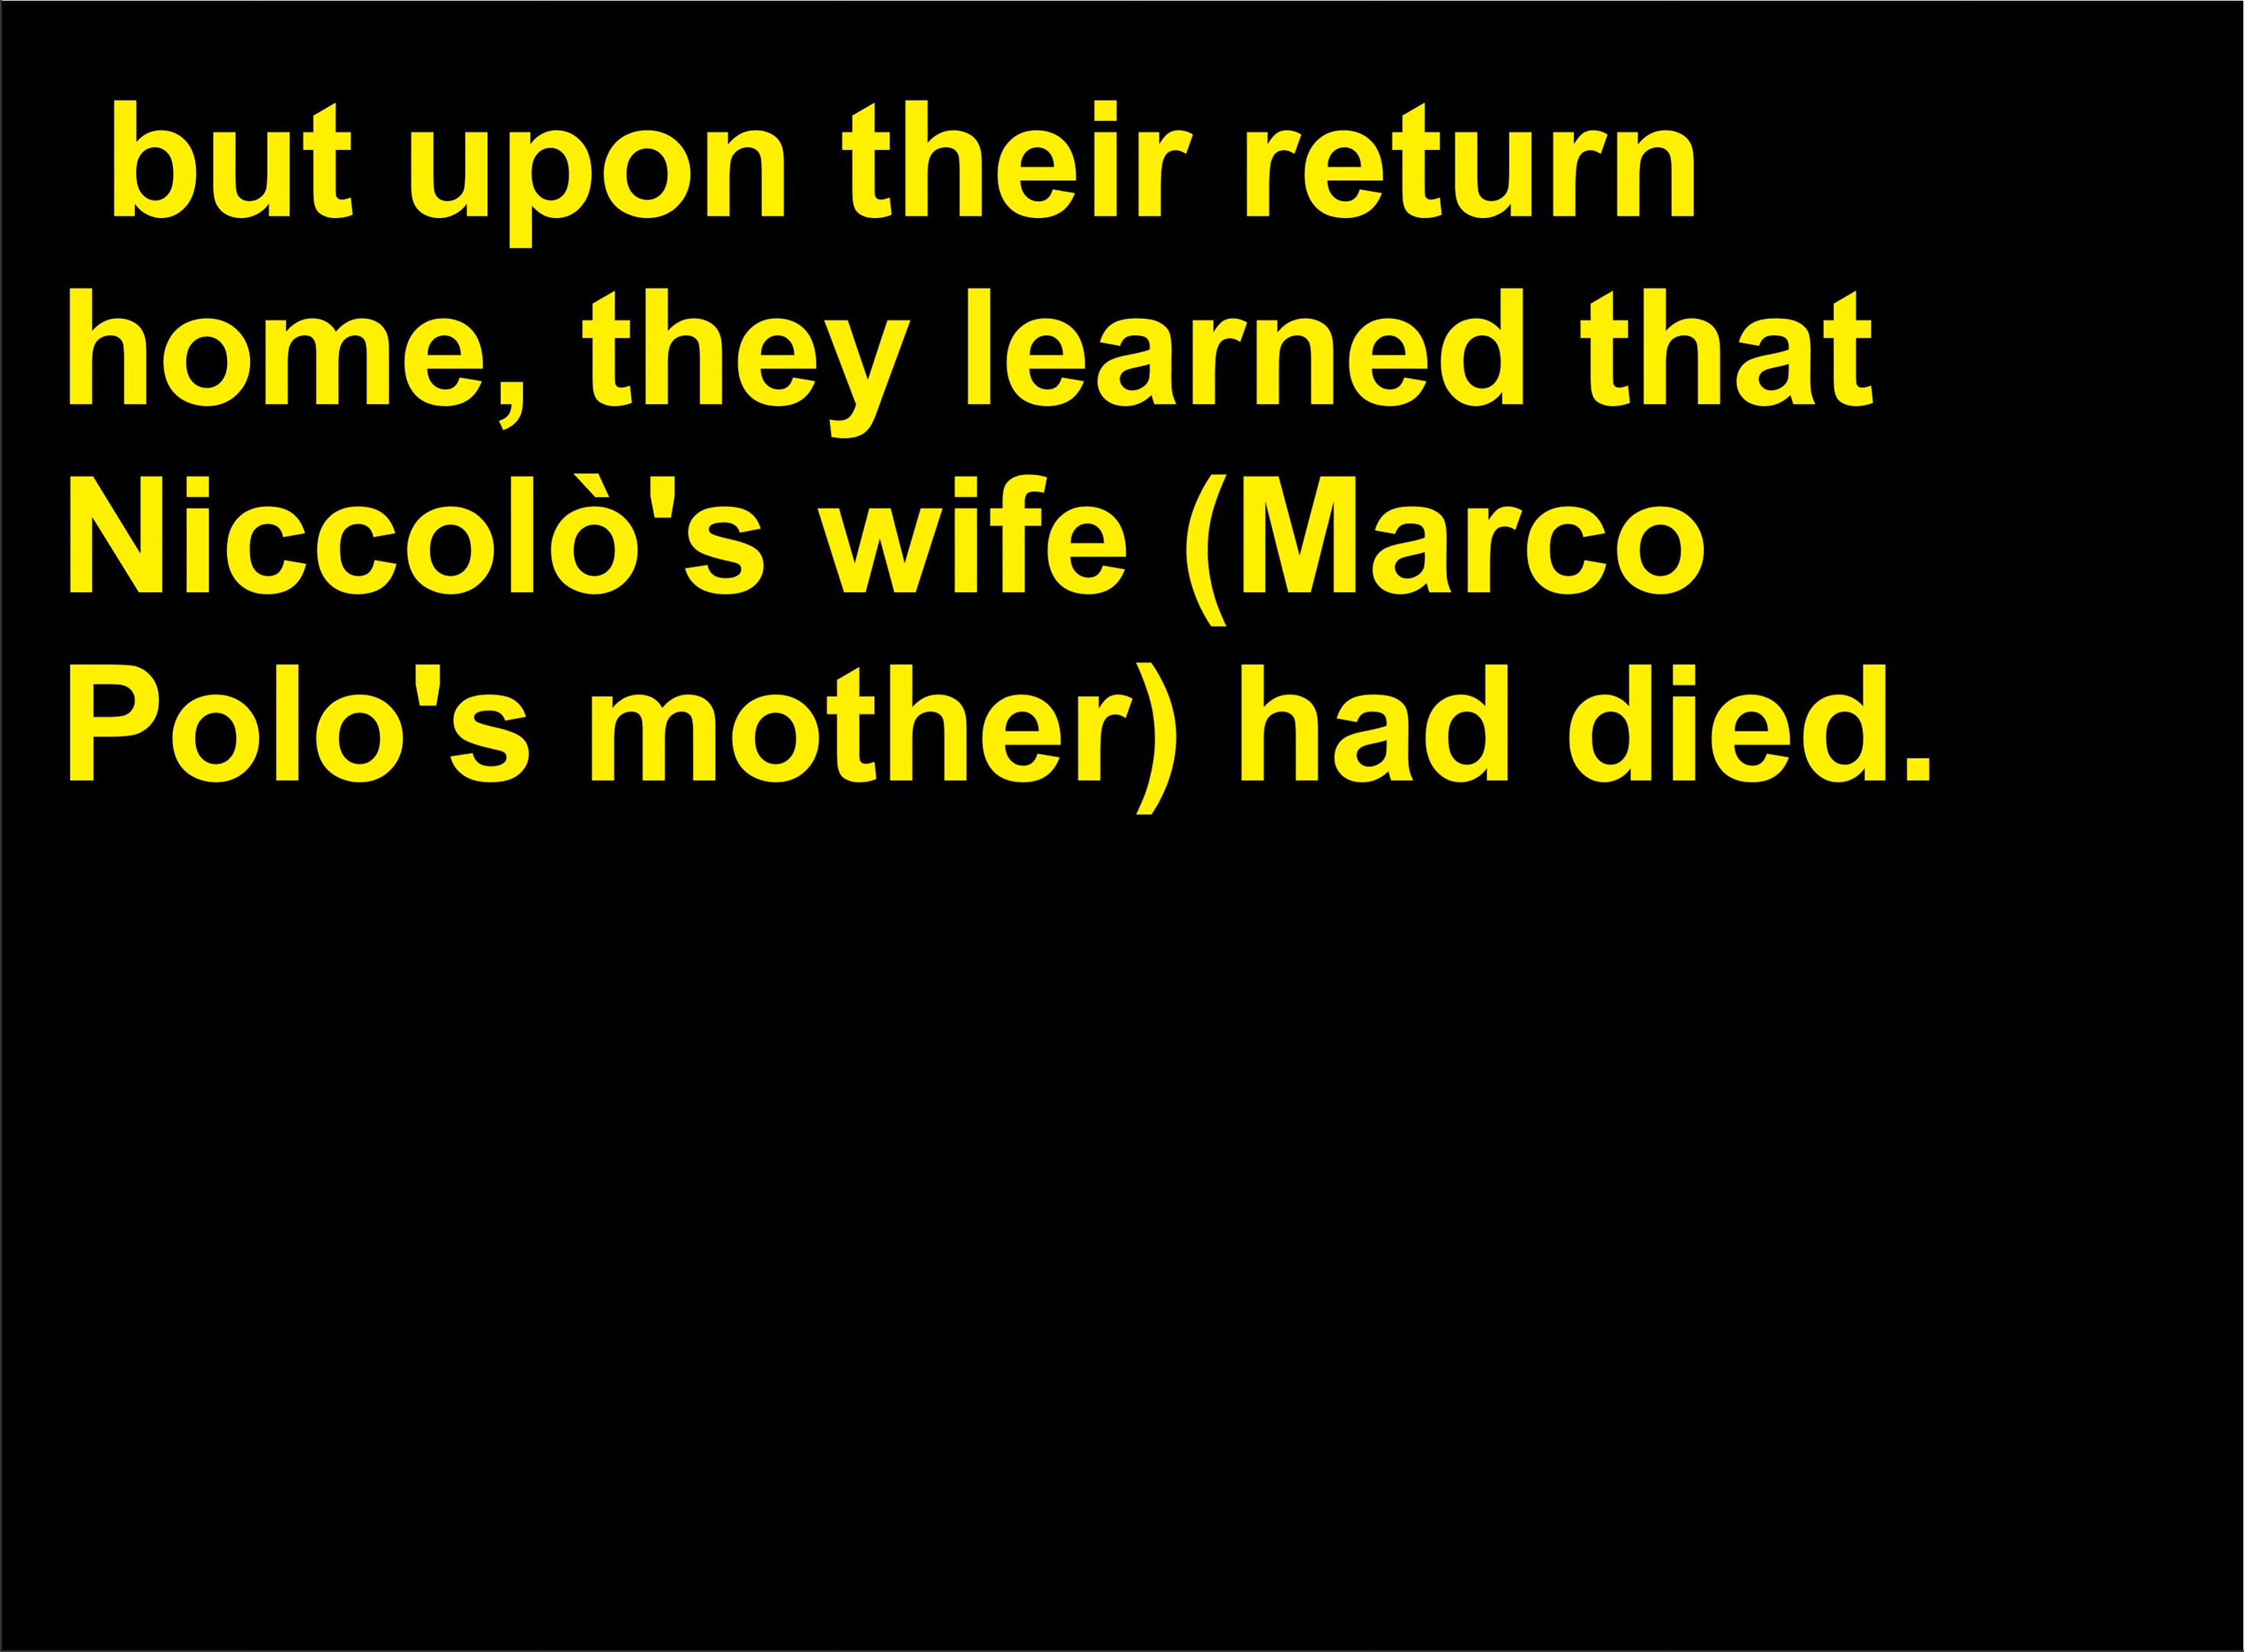 but upon their return
home, they learned that
Niccolò's wife (Marco
Polo's mother) had died.